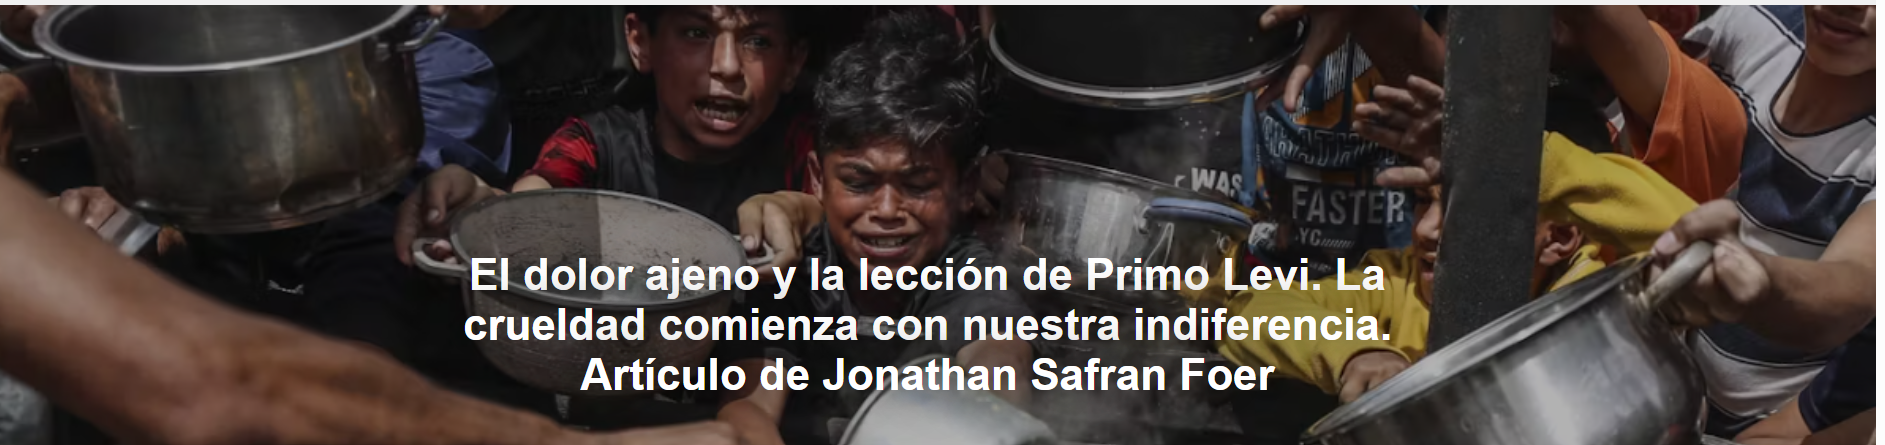 El dolor ajeno y la lección de Primo Levi. La
crueldad comienza con nuestra indiferencia.
Artículo de Jonathan Safran Foer
WAS
FASTER